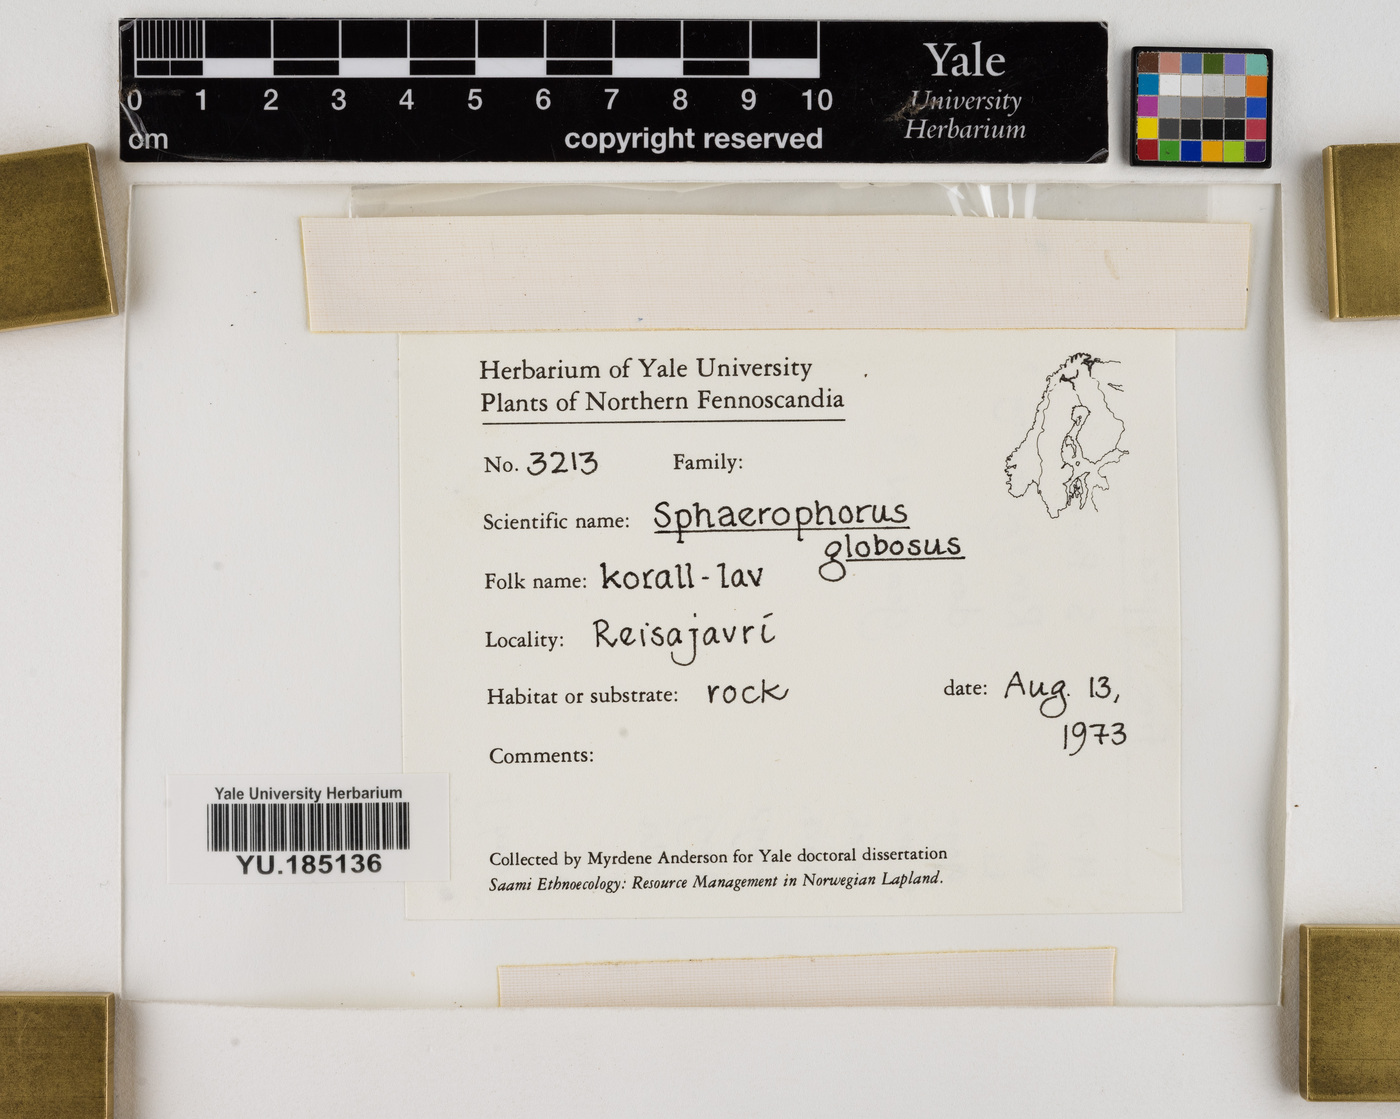 0 1 2 3 4 5 6 7 8 9 10
cm
copyright reserved
Yale
University
Herbarium
Herbarium of Yale University
Plants of Northern Fennoscandia
No. 3213 Family:
Scientific name: Sphaerophorus
globosus
Folk name: korall-lav
Locality: Reisajavri
Habitat or substrate: rock
date: Aug. 13,
1973
Comments:
Yale University Herbarium
YU.185136
Collected by Myrdene Anderson for Yale doctoral dissertation
Saami Ethnoecology: Resource Management in Norwegian Lapland.